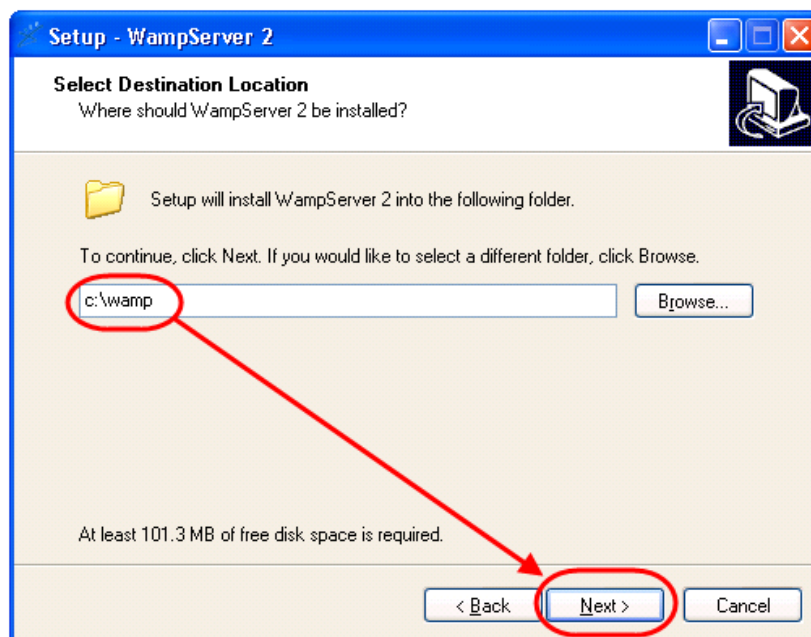 Setup - WampServer 2
Select Destination Location
Where should WampServer 2 be installed?
Setup will install WampServer 2 into the following folder.
To continue, click Next. If you would like to select a different folder, click Browse.
c:\wamp
Browse...
At least 101.3 MB of free disk space is required.
< Back
Next >
Cancel